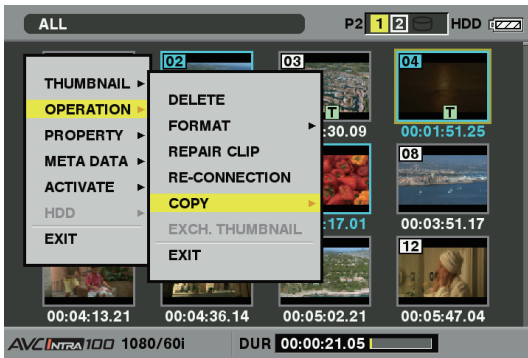 ALL P2 1 2 HDD
02 03 04
THUMBNAIL
OPERATION
PROPERTY
META DATA
ACTIVATE
HDD
EXIT
DELETE
FORMAT
REPAIR CLIP
RE-CONNECTION
COPY
EXCH. THUMBNAIL
EXIT
T T
:30.09 00:01:51.25
08
:17.01 00:03:51.17
12
00:04:13.21 00:04:36.14 00:05:02.21 00:05:47.04
AVC INTRA 100 1080/60i DUR 00:00:21.05